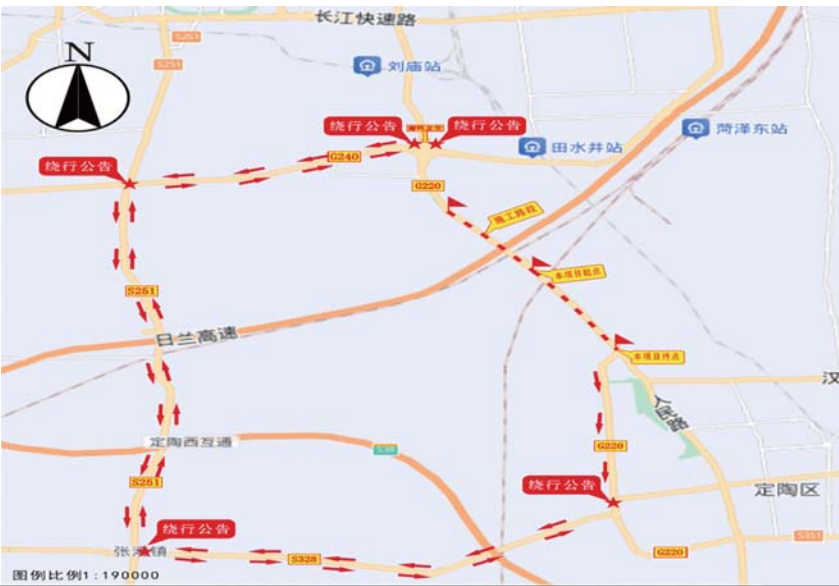 长江快速路
S251
S251
N
刘庙站
绕行公告
绕行公告
田水井站
菏泽东站
G240
绕行公告
G220
施工路段
本项目起点
S251
日兰高速
本项目终点
汉
人民路
定陶西互通
S38
G220
S251
绕行公告
定陶区
绕行公告
张湾镇
S328
G220
S351
图例比例1:190000